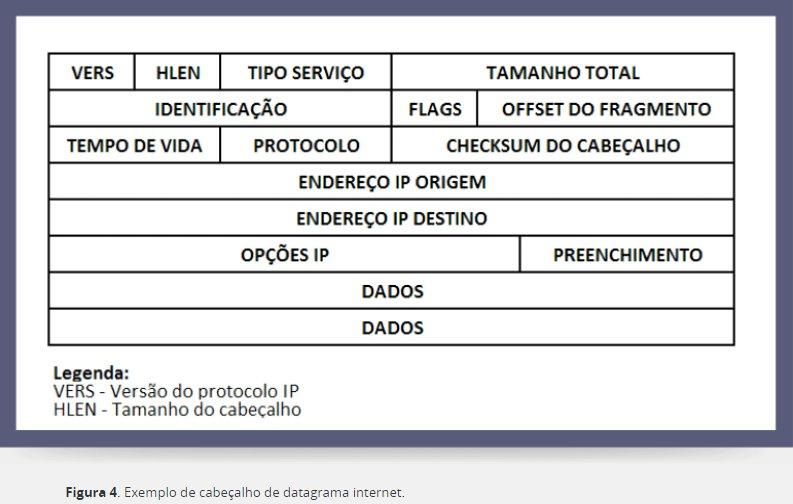 VERS HLEN TIPO SERVIÇO TAMANHO TOTAL
IDENTIFICAÇÃO FLAGS OFFSET DO FRAGMENTO
TEMPO DE VIDA PROTOCOLO CHECKSUM DO CABEÇALHO
ENDEREÇO IP ORIGEM
ENDEREÇO IP DESTINO
OPÇÕES IP PREENCHIMENTO
DADOS
DADOS
Legenda:
VERS - Versão do protocolo IP
HLEN - Tamanho do cabeçalho
Figura 4. Exemplo de cabeçalho de datagrama internet.